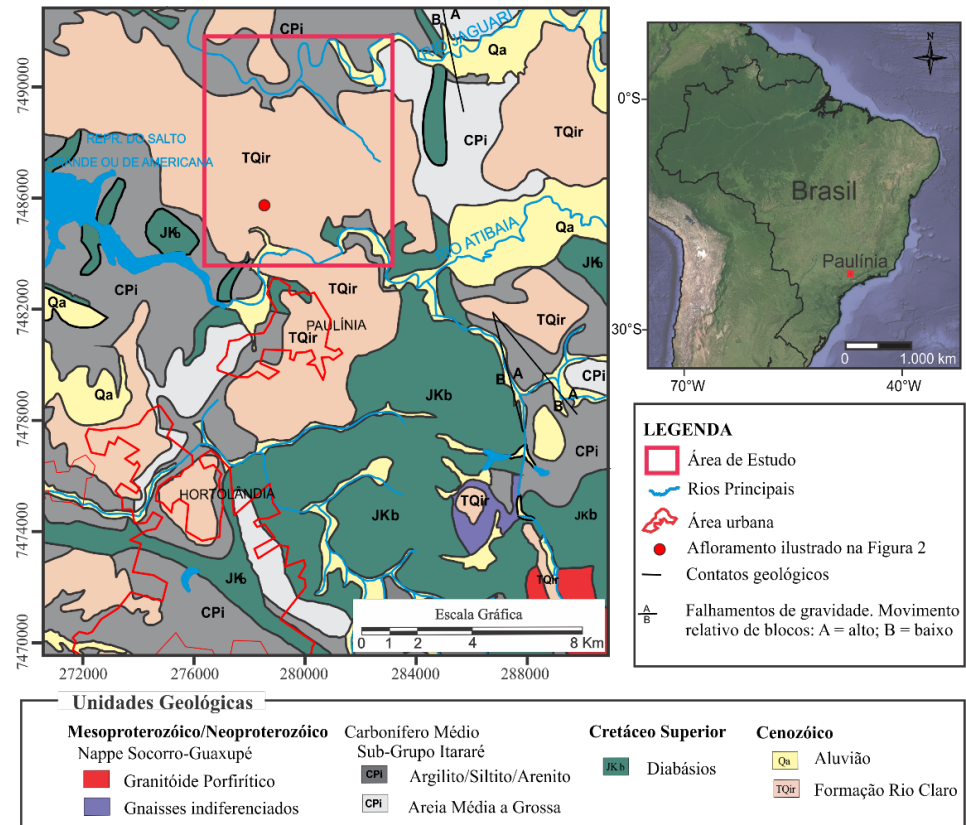 CPi
B A
RIO JAGUARI
Qa
7490000
TQir
CPi
TQir
REPR. DO SALTO
GRANDE OU DE AMERICANA
7486000
JKb
RIO ATIBAIA
Qa
JKb
CPi
TQir
7482000
Qa
TQir
PAULÍNIA
TQir
B A
CPi
A
B
Qa
JKb
7478000
CPi
HORTOLÂNDIA
TQir
JKb
JKb
7474000
JKb
TQir
CPi
Escala Gráfica
0 1 2 4 8 Km
7470000
272000 276000 280000 284000 288000
N
0°S
Brasil
Paulínia
30°S
0 1.000 km
70°W 40°W
LEGENDA
Área de Estudo
Rios Principais
Área urbana
Afloramento ilustrado na Figura 2
Contatos geológicos
A
B
Falhamentos de gravidade. Movimento
relativo de blocos: A = alto; B = baixo
Unidades Geológicas
Mesoproterozóico/Neoproterozóico
Nappe Socorro-Guaxupé
Granitóide Porfirítico
Gnaisses indiferenciados
Carbonífero Médio
Sub-Grupo Itararé
CPi Argilito/Siltito/Arenito
CPi Areia Média a Grossa
Cretáceo Superior
JKb Diabásios
Cenozóico
Qa Aluvião
TQir Formação Rio Claro